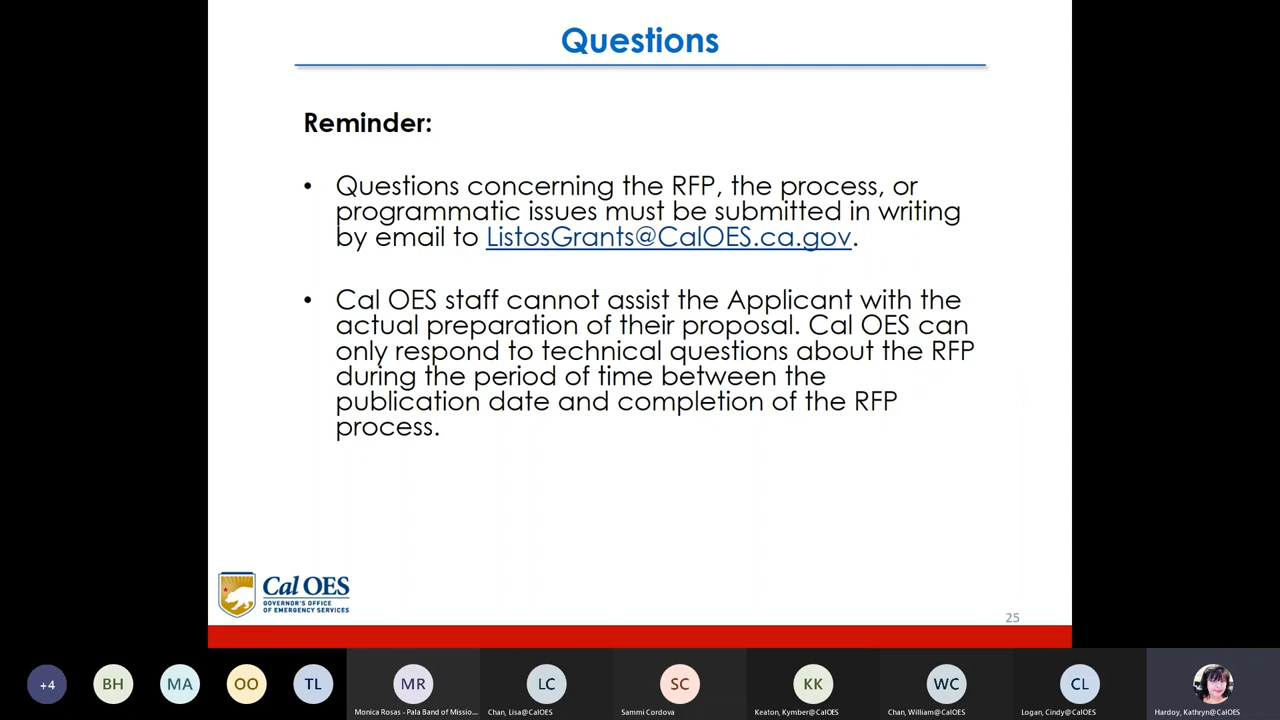 Questions
Reminder:
• Questions concerning the RFP, the process, or
programmatic issues must be submitted in writing
by email to ListosGrants@CalOES.ca.gov.
• Cal OES staff cannot assist the Applicant with the
actual preparation of their proposal. Cal OES can
only respond to technical questions about the RFP
during the period of time between the
publication date and completion of the RFP
process.
Cal OES
GOVERNOR'S OFFICE
OF EMERGENCY SERVICES
25
+4
BH
MA
OO
TL
MR
LC
SC
KK
WC
CL
Monica Rosas - Pala Band of Missio...
Chan, Lisa@CalOES
Sammi Cordova
Keaton, Kymber@CalOES
Chan, William@CalOES
Logan, Cindy@CalOES
Hardoy, Kathryn@CalOES